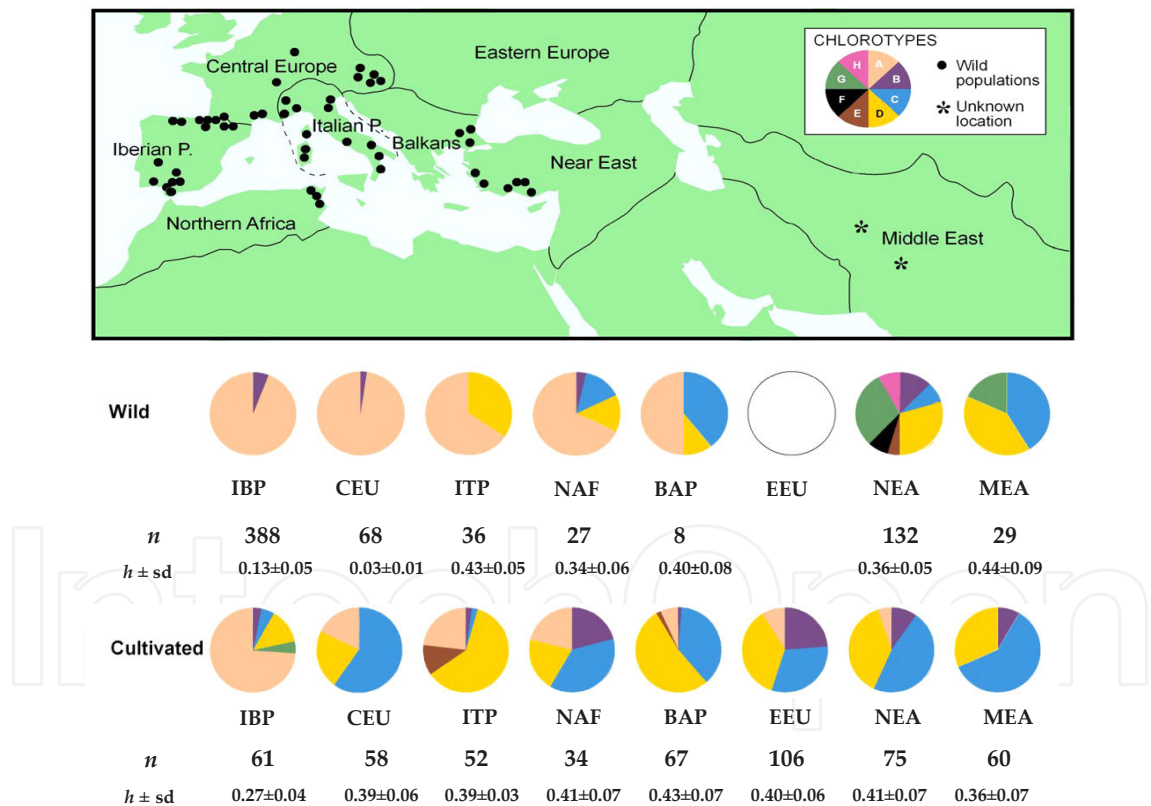 Eastern Europe
Central Europe
Italian P.
Balkans
Iberian P.
Near East
Northern Africa
Middle East
*
*
CHLOROTYPES
H A
G B
F C
E D
Wild
populations
* Unknown
location
Wild
IBP CEU ITP NAF BAP EEU NEA MEA
n 388 68 36 27 8 132 29
h ± sd 0.13±0.05 0.03±0.01 0.43±0.05 0.34±0.06 0.40±0.08 0.36±0.05 0.44±0.09
Cultivated
IBP CEU ITP NAF BAP EEU NEA MEA
n 61 58 52 34 67 106 75 60
h ± sd 0.27±0.04 0.39±0.06 0.39±0.03 0.41±0.07 0.43±0.07 0.40±0.06 0.41±0.07 0.36±0.07
IntechOpen